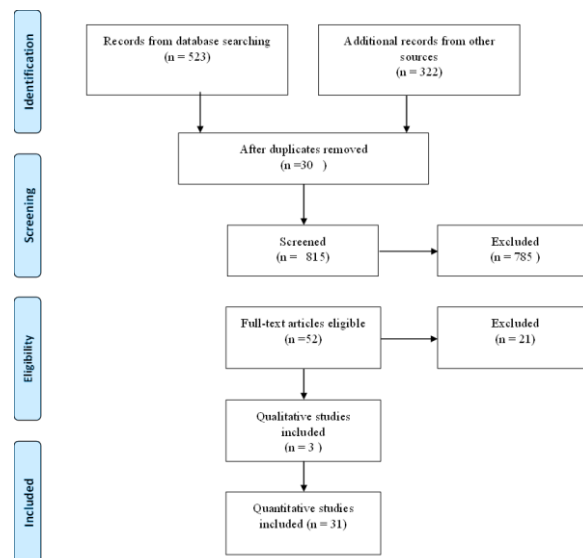 Identification
Records from database searching
(n = 523)
Additional records from other
sources
(n = 322)
After duplicates removed
(n =30 )
Screening
Screened
(n = 815)
Excluded
(n = 785 )
Eligibility
Full-text articles eligible
(n =52)
Excluded
(n = 21)
Qualitative studies
included
(n = 3 )
Included
Quantitative studies
included (n = 31)